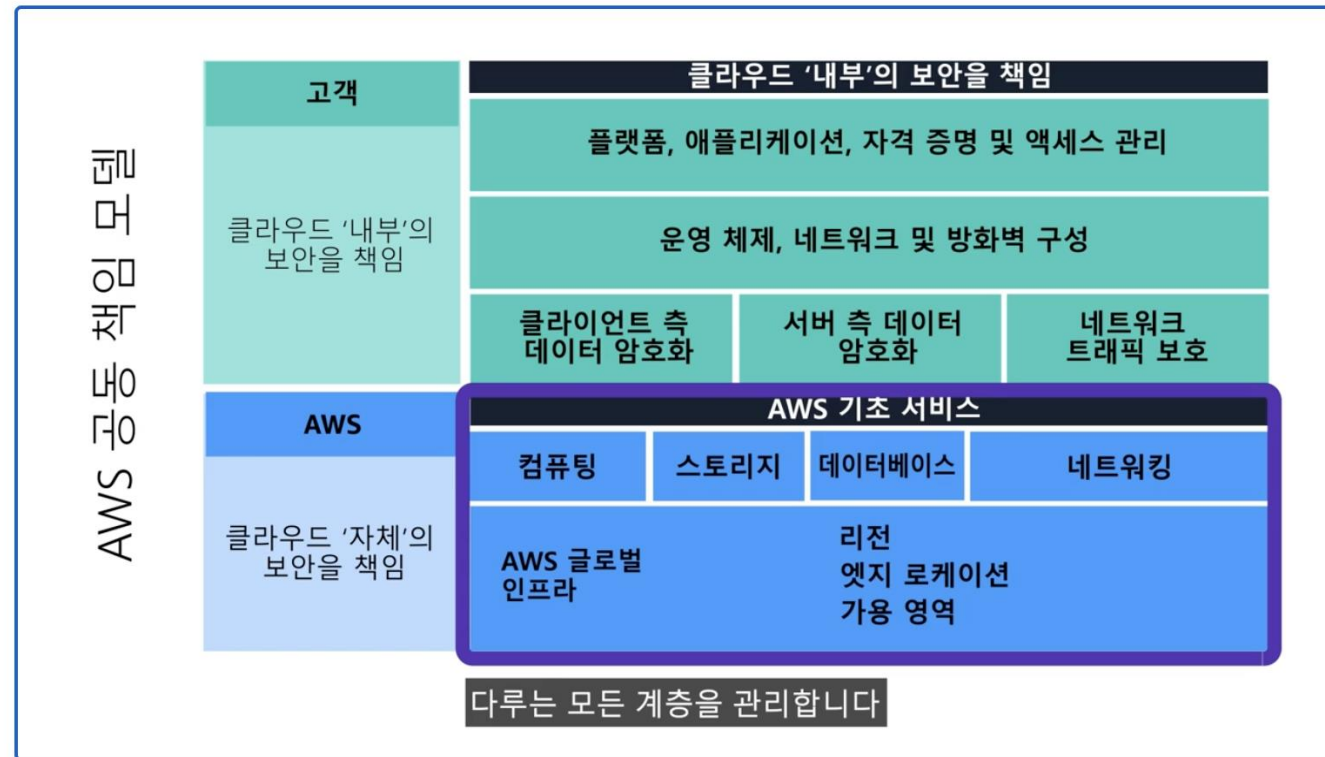 AWS 공동 책임 모델
고객
클라우드 ‘내부’의
보안을 책임
클라우드 ‘내부’의 보안을 책임
플랫폼, 애플리케이션, 자격 증명 및 액세스 관리
운영 체제, 네트워크 및 방화벽 구성
클라이언트 측
데이터 암호화
서버 측 데이터
암호화
네트워크
트래픽 보호
AWS
클라우드 ‘자체’의
보안을 책임
AWS 기초 서비스
컴퓨팅
스토리지
데이터베이스
네트워킹
AWS 글로벌
인프라
리전
엣지 로케이션
가용 영역
다루는 모든 계층을 관리합니다